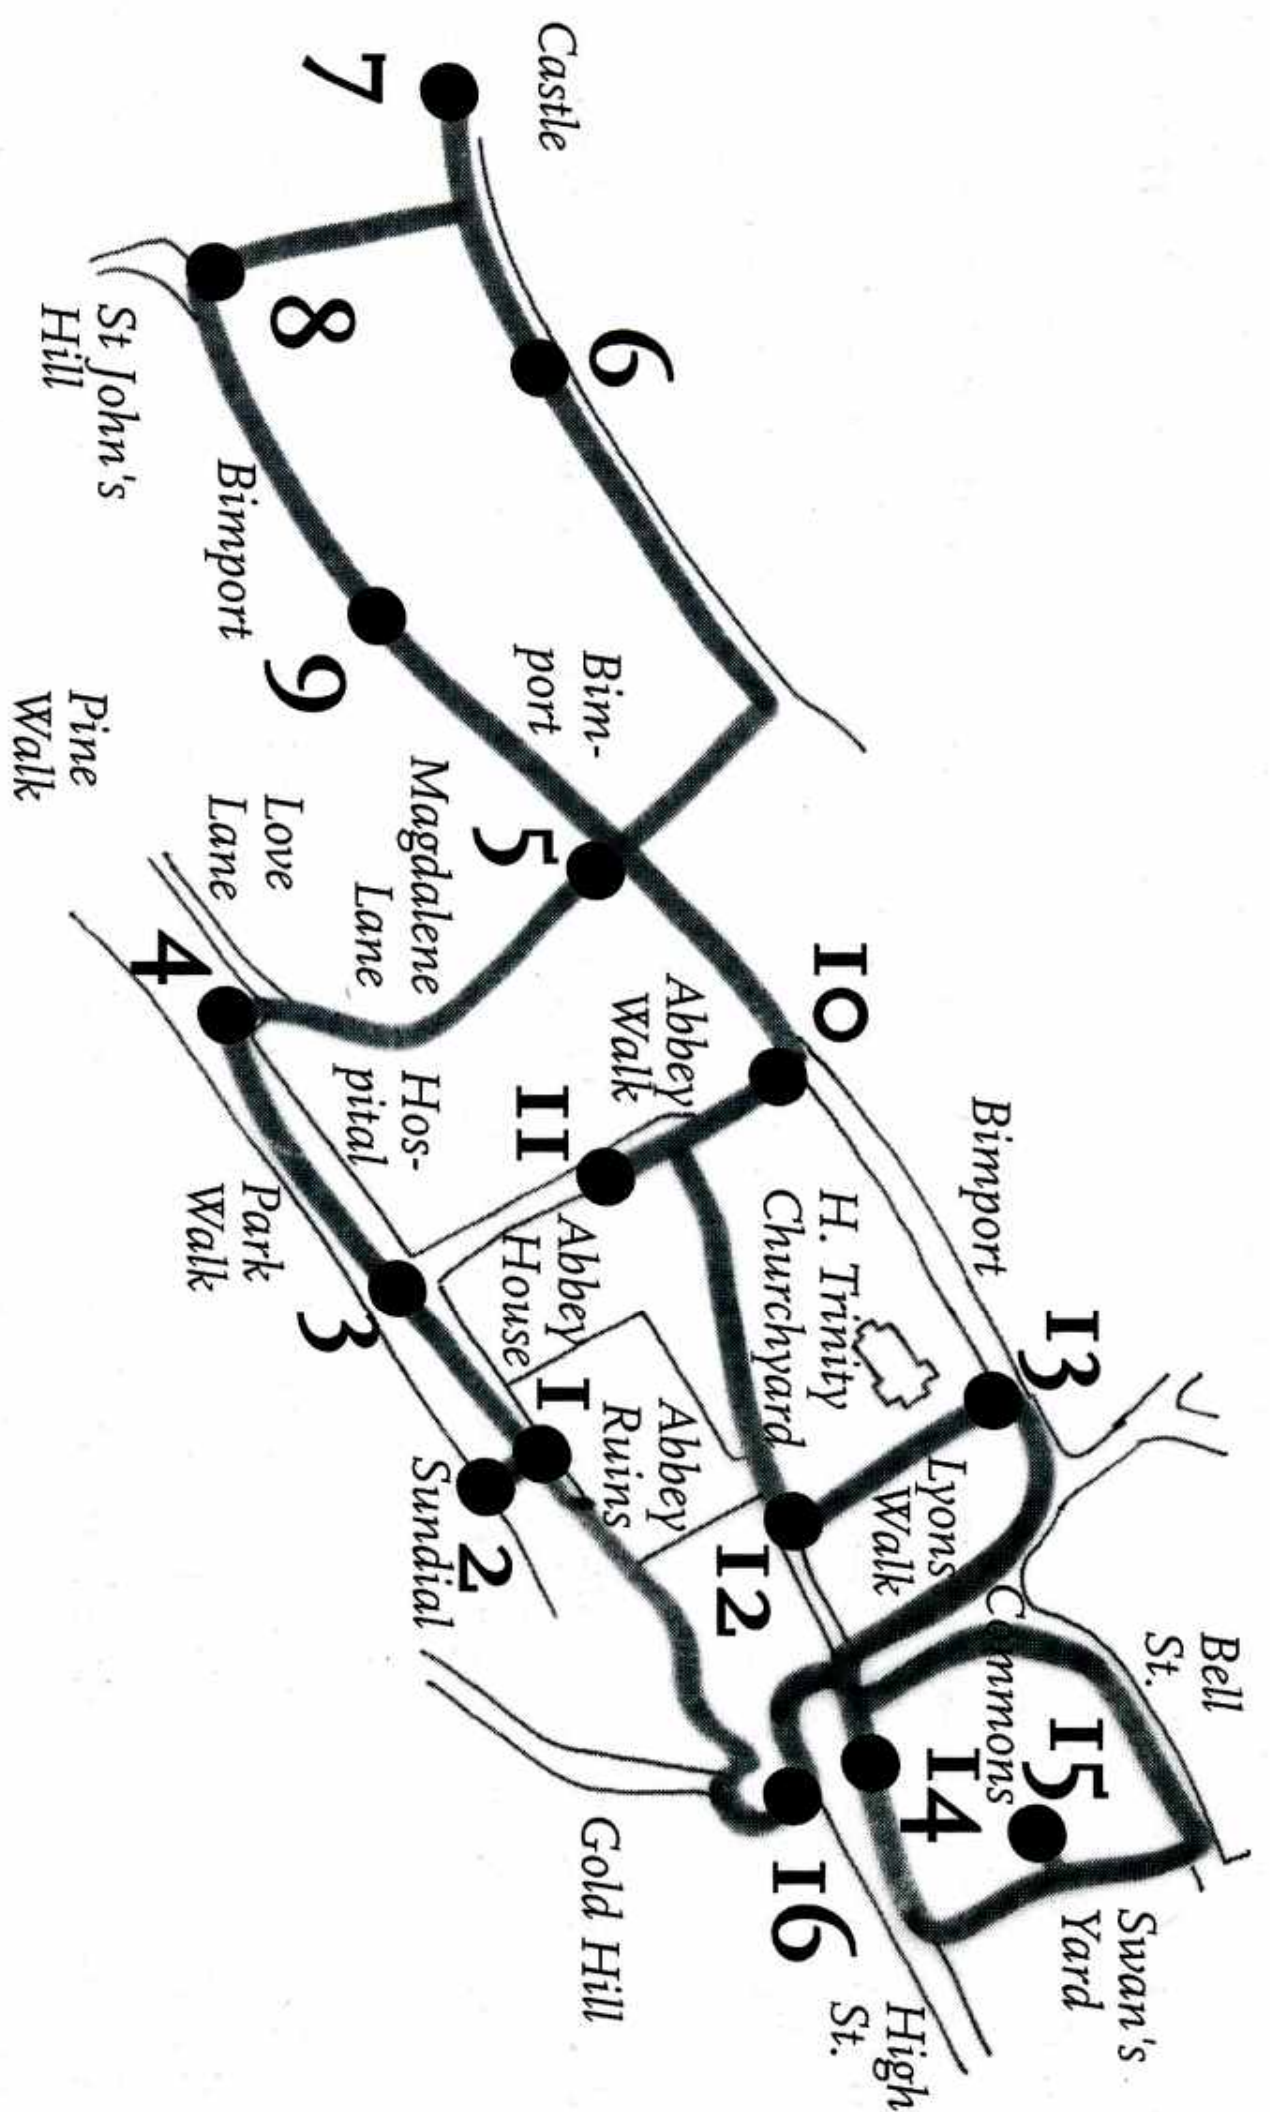 Castle
7
6
8
St John's
Hill
Bimport
9
Bim-
port
Pine
Walk
Love
Lane
Magdalene
Lane
5
4
10
Abbey
Walk
Hos-
pital
11
Park
Walk
3
Bimport
H. Trinity
Churchyard
Abbey
House
13
1
Abbey
Ruins
Sundial
2
12
Lyons
Walk
Commons
Bell
St.
15
14
16
Gold Hill
Swan's
Yard
High
St.